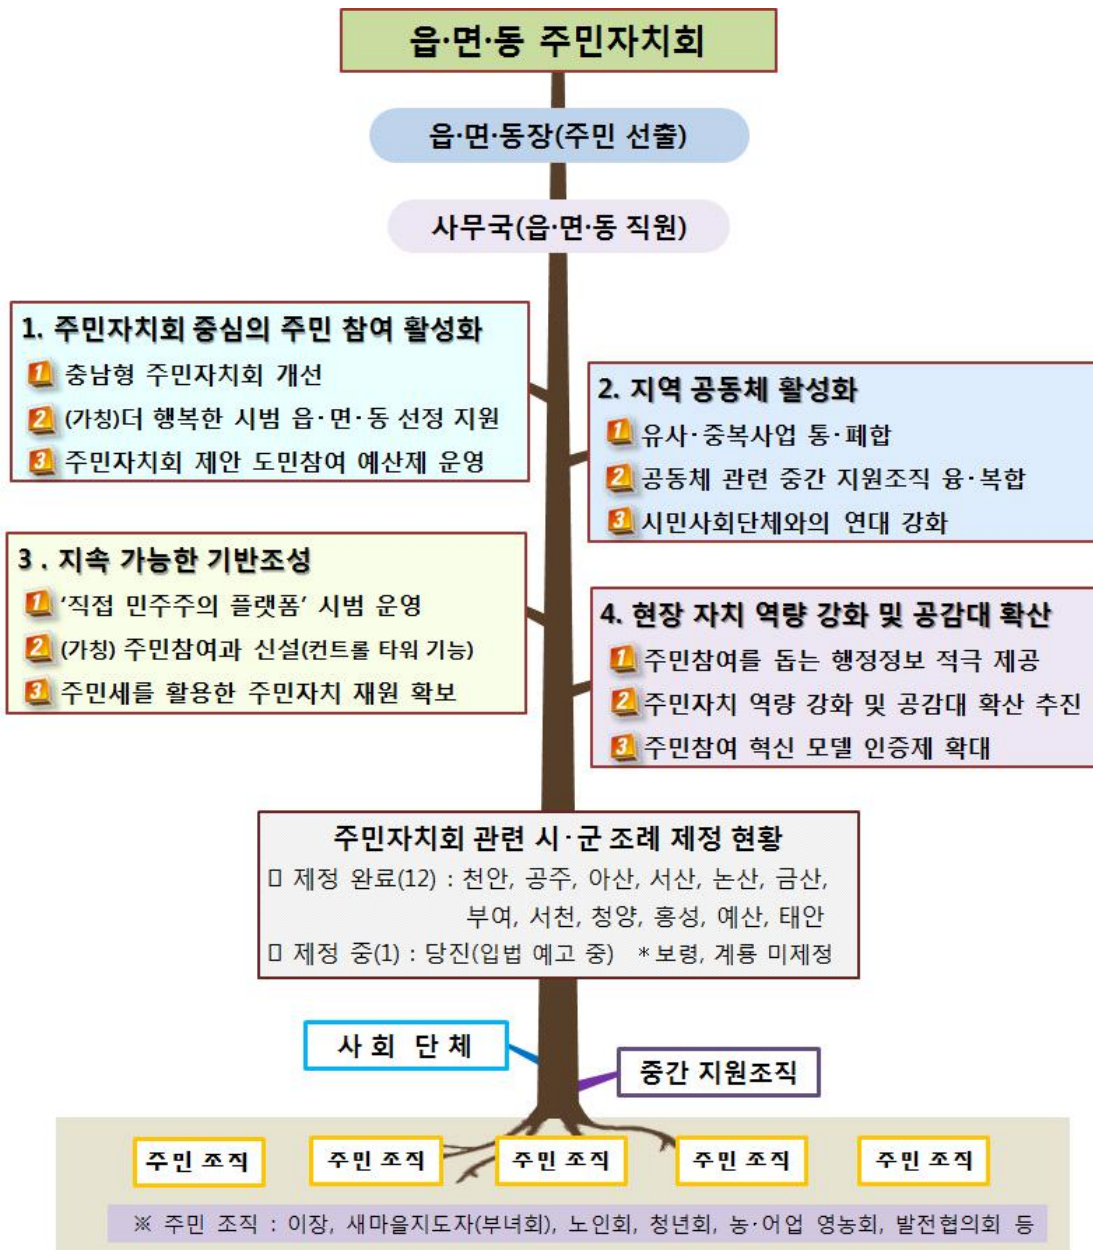 읍·면·동 주민자치회
읍·면·동장(주민 선출)
사무국(읍·면·동 직원)
1. 주민자치회 중심의 주민 참여 활성화
1 충남형 주민자치회 개선
2 (가칭)더 행복한 시범 읍·면·동 선정 지원
3 주민자치회 제안 도민참여 예산제 운영
2. 지역 공동체 활성화
1 유사·중복사업 통·폐합
2 공동체 관련 중간 지원조직 융·복합
3 시민사회단체와의 연대 강화
3 . 지속 가능한 기반조성
1 ‘직접 민주주의 플랫폼’ 시범 운영
2 (가칭) 주민참여과 신설(컨트롤 타워 기능)
3 주민세를 활용한 주민자치 재원 확보
4. 현장 자치 역량 강화 및 공감대 확산
1 주민참여를 돕는 행정정보 적극 제공
2 주민자치 역량 강화 및 공감대 확산 추진
3 주민참여 혁신 모델 인증제 확대
주민자치회 관련 시·군 조례 제정 현황
▯ 제정 완료(12) : 천안, 공주, 아산, 서산, 논산, 금산,
부여, 서천, 청양, 홍성, 예산, 태안
▯ 제정 중(1) : 당진(입법 예고 중) *보령, 계룡 미제정
사 회 단 체
중간 지원조직
주민 조직
주민 조직
주민 조직
주민 조직
주민 조직
※ 주민 조직 : 이장, 새마을지도자(부녀회), 노인회, 청년회, 농·어업 영농회, 발전협의회 등